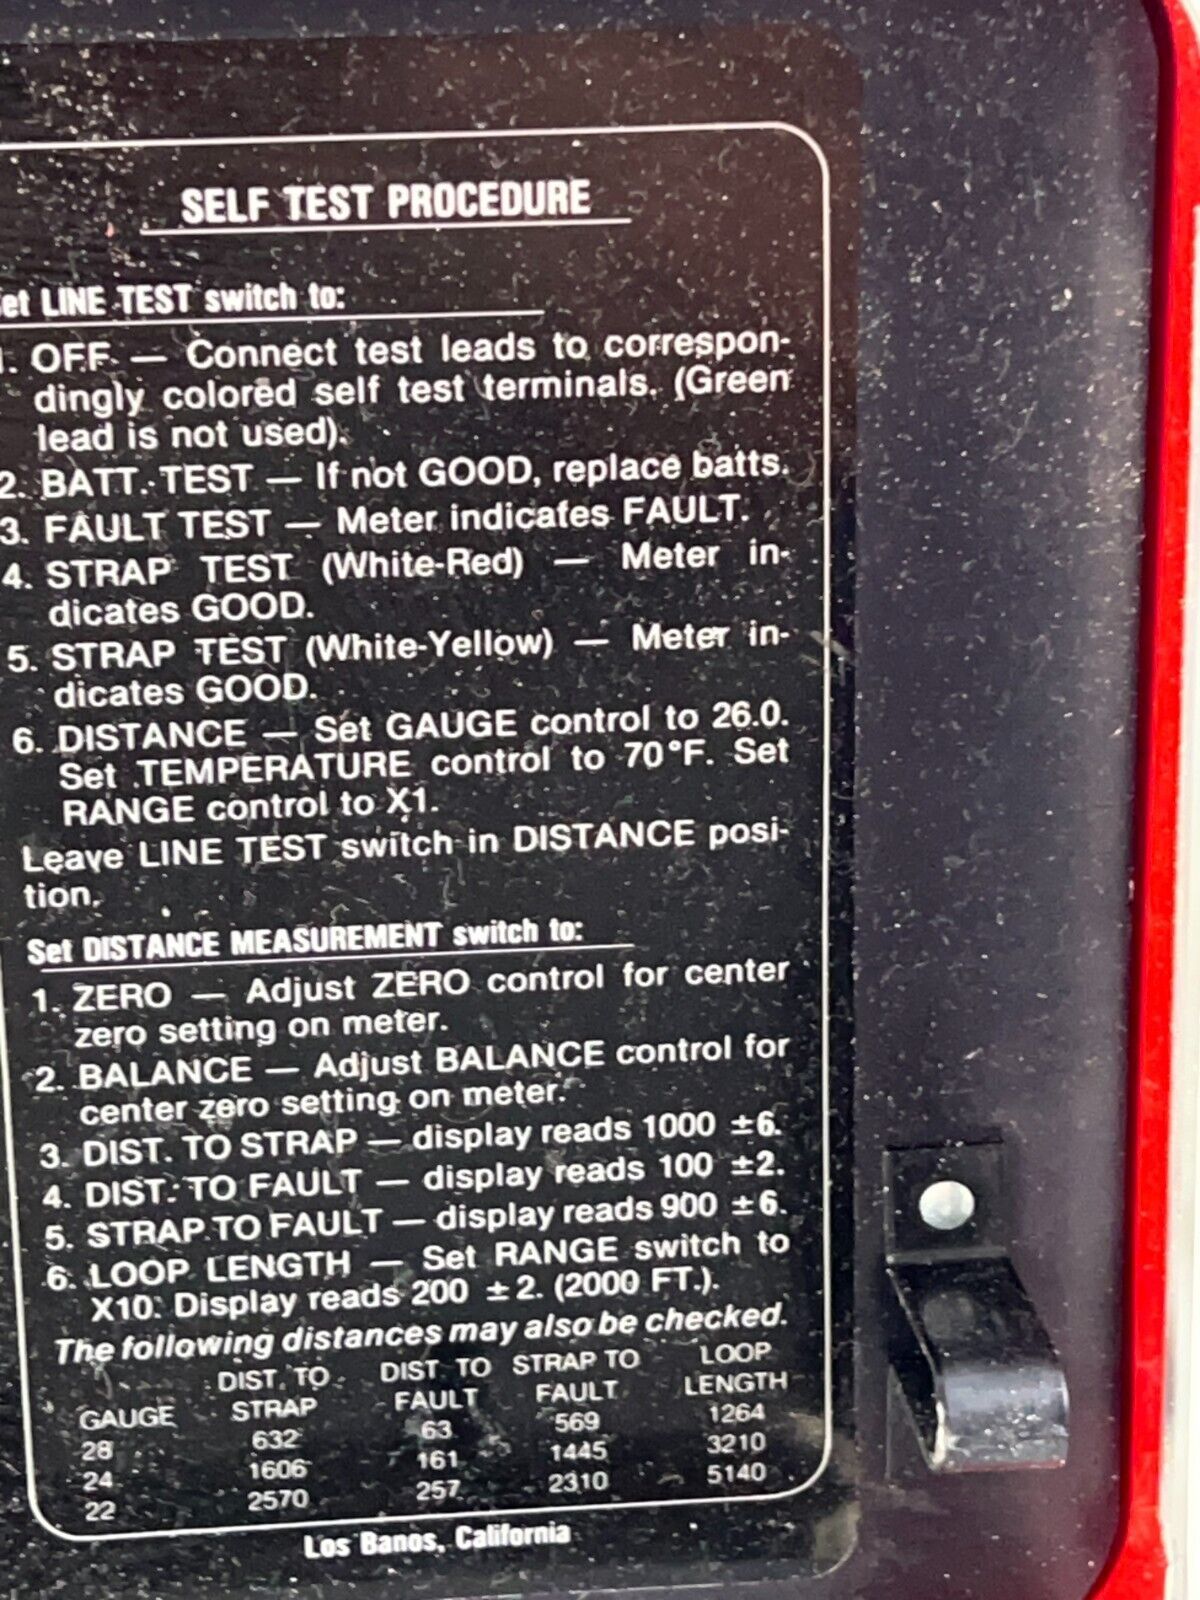 SELF TEST PROCEDURE
et LINE TEST switch to:
1. OFF — Connect test leads to correspon-
dingly colored self test terminals. (Green
lead is not used).
2. BATT. TEST — If not GOOD, replace batts.
3. FAULT TEST — Meter indicates FAULT.
4. STRAP TEST (White-Red) — Meter in-
dicates GOOD.
5. STRAP TEST (White-Yellow) — Meter in-
dicates GOOD.
6. DISTANCE — Set GAUGE control to 26.0.
Set TEMPERATURE control to 70°F. Set
RANGE control to X1.
Leave LINE TEST switch in DISTANCE posi-
tion.
Set DISTANCE MEASUREMENT switch to:
1. ZERO — Adjust ZERO control for center
zero setting on meter.
2. BALANCE — Adjust BALANCE control for
center zero setting on meter.
3. DIST. TO STRAP — display reads 1000 ±6.
4. DIST. TO FAULT — display reads 100 ±2.
5. STRAP TO FAULT — display reads 900 ±6.
6. LOOP LENGTH — Set RANGE switch to
X10. Display reads 200 ±2. (2000 FT.).
The following distances may also be checked.
DIST. TO DIST TO STRAP TO LOOP
GAUGE STRAP FAULT FAULT LENGTH
28 632 63 569 1264
24 1606 161 1445 3210
22 2570 257 2310 5140
Los Banos, California